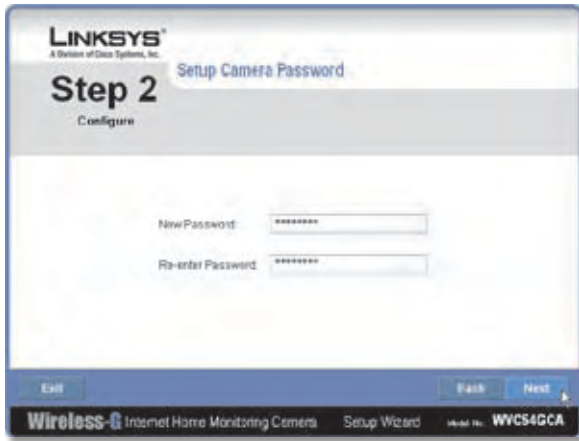 LINKSYS®
A Division of Cisco Systems, Inc.
Setup Camera Password
Step 2
Configure
New Password: ********
Re-enter Password: ********
Exit
Back
Next
Wireless-G Internet Home Monitoring Camera
Setup Wizard
Model No. WVC54GCA